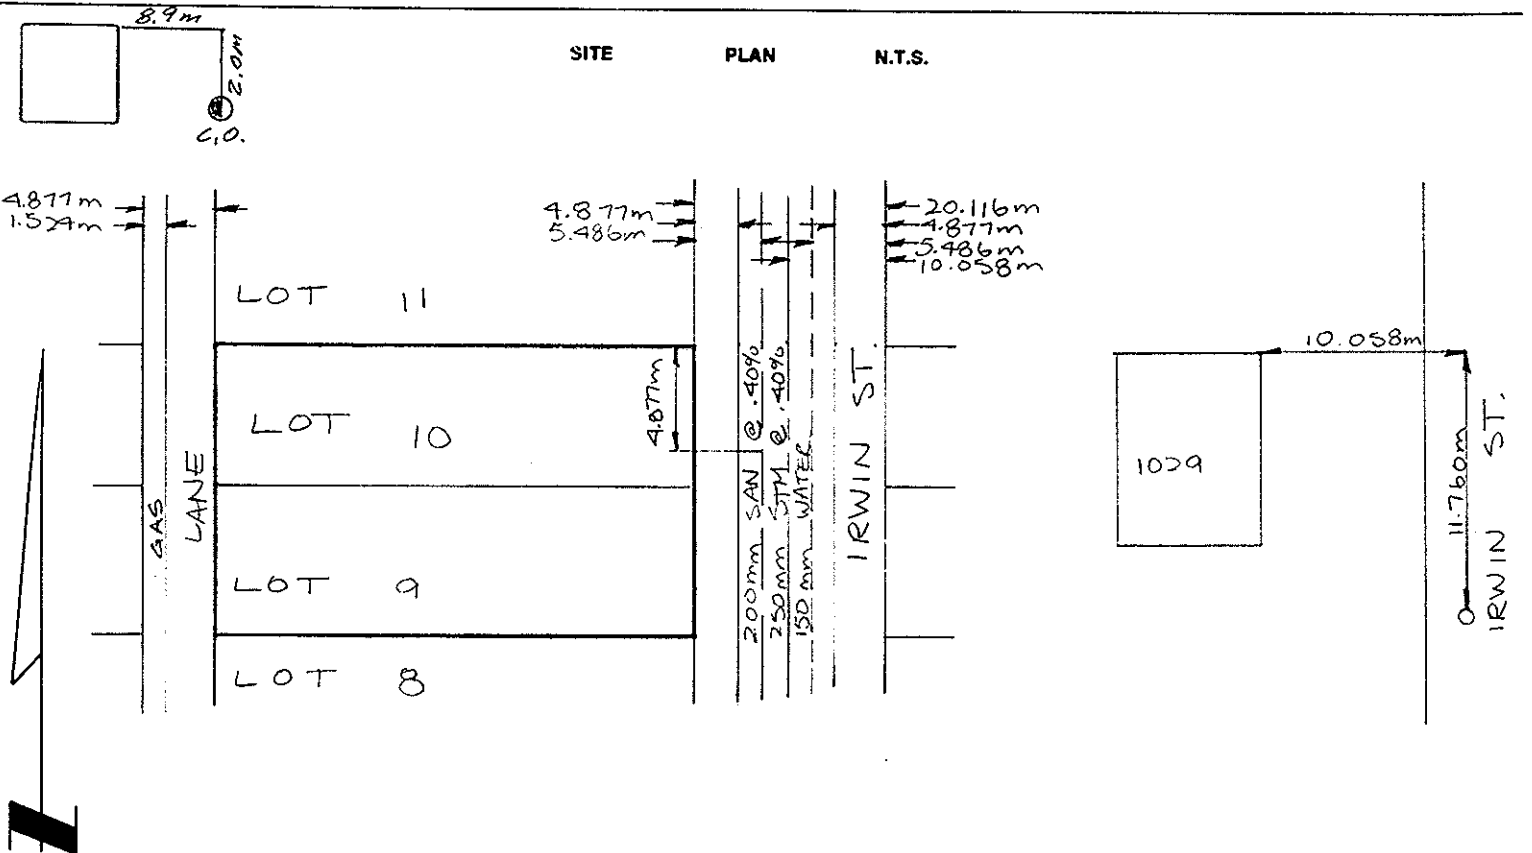 8.9m
2.0m
C.O.
SITE PLAN N.T.S.
4.877m
1.524m
4.877m
5.486m
20.116m
4.877m
5.486m
10.058m
LOT 11
LOT 10
LOT 9
LOT 8
4.877m
GAS
LANE
200mm SAN @ .40%
250mm STM @ .40%
150mm WATER
IRWIN ST.
1029
10.058m
11.760m
IRWIN ST.